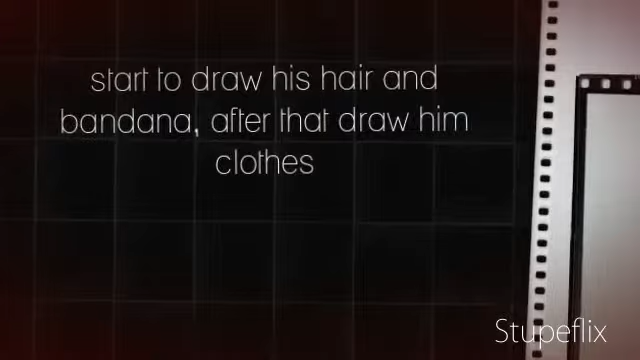 start to draw his hair and
bandana, after that draw him
clothes
Stupeflix